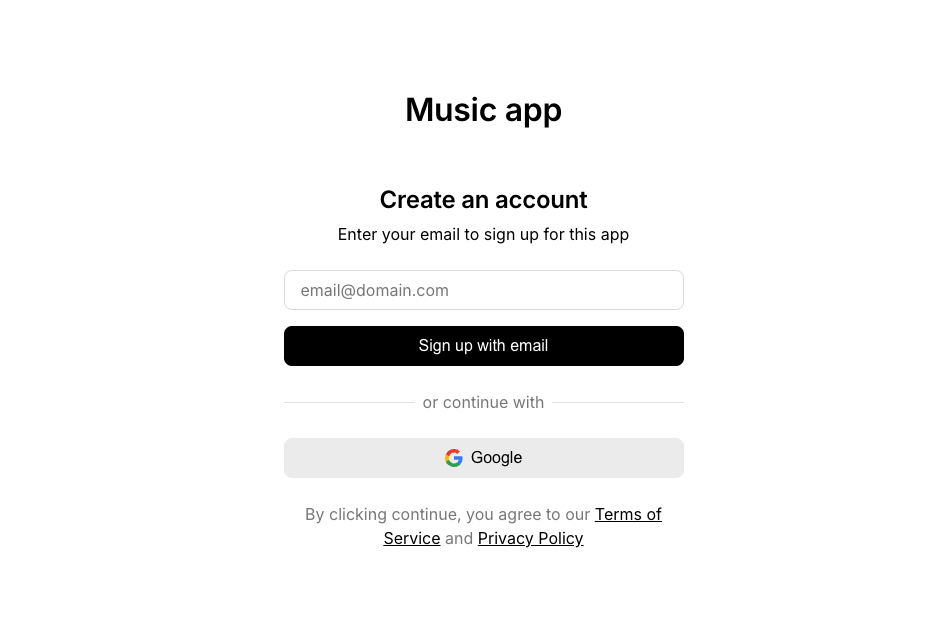 Music app
Create an account
Enter your email to sign up for this app
email@domain.com
Sign up with email
or continue with
Google
By clicking continue, you agree to our Terms of
Service and Privacy Policy